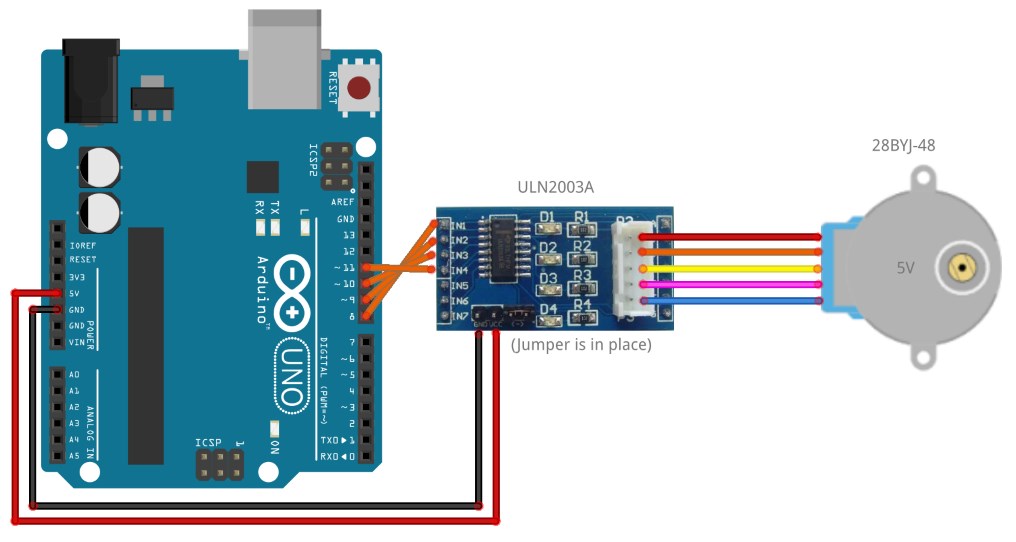 28BYJ-48
5V
ULN2003A
(Jumper is in place)
RESET
ICSP2
AREF
GND
13
12
~11
~10
~9
8
7
~6
~5
4
~3
2
TX0▶1
RX0◀0
DIGITAL (PWM=~)
RX
TX
L
Arduino™
UNO
ON
ICSP
1
IOREF
RESET
3V3
5V
GND
GND
VIN
POWER
A0
A1
A2
A3
A4
A5
ANALOG IN
IN1
IN2
IN3
IN4
IN5
IN6
IN7
D1
R1
D2
R2
D3
R3
D4
R4
GND
VCC